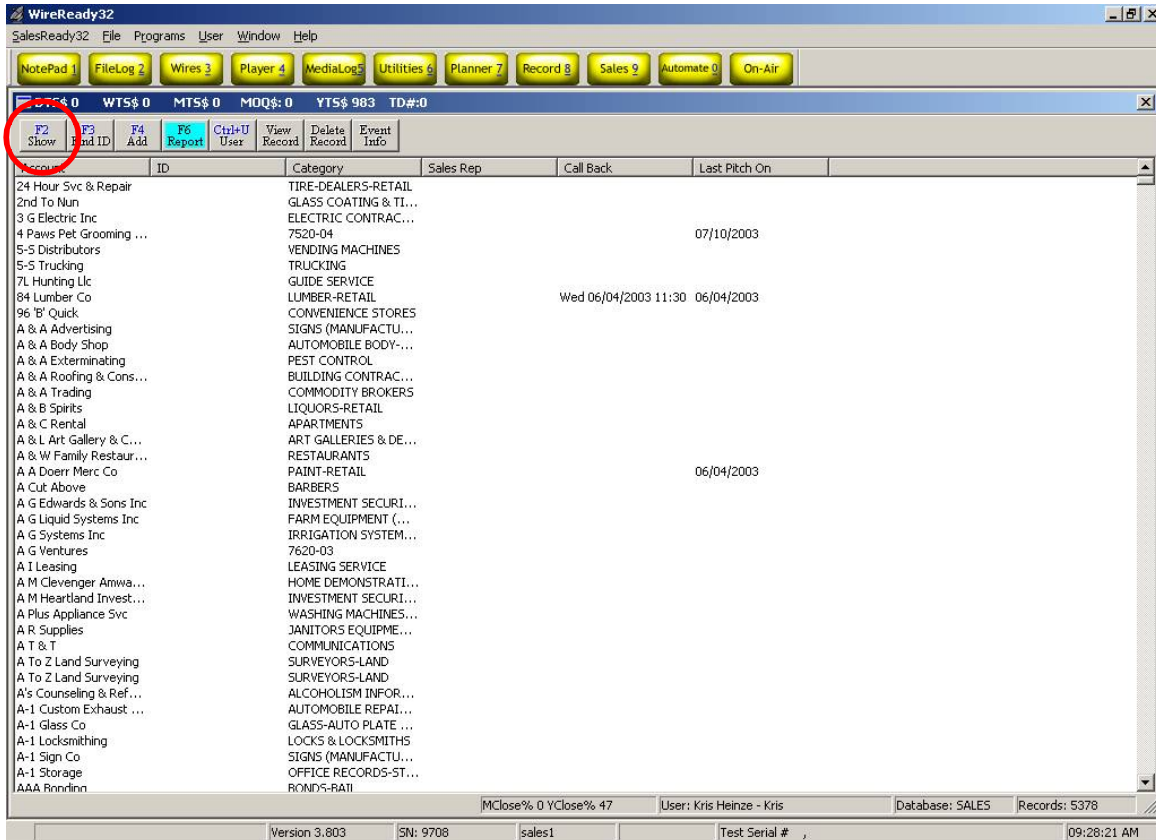 WireReady32
SalesReady32 File Programs User Window Help
NotePad 1 FileLog 2 Wires 3 Player 4 MediaLog5 Utilities 6 Planner 7 Record 8 Sales 9 Automate 0 On-Air
DTS$ 0 WTS$ 0 MTS$ 0 MOQ$: 0 YTS$ 983 TD#:0
F2 Show F3 Find ID F4 Add F6 Report Ctrl+U User View Record Delete Record Event Info
Account ID Category Sales Rep Call Back Last Pitch On
24 Hour Svc & Repair TIRE-DEALERS-RETAIL
2nd To Nun GLASS COATING & TI...
3 G Electric Inc ELECTRIC CONTRAC...
4 Paws Pet Grooming ... 7520-04 07/10/2003
5-S Distributors VENDING MACHINES
5-S Trucking TRUCKING
7L Hunting Llc GUIDE SERVICE
84 Lumber Co LUMBER-RETAIL Wed 06/04/2003 11:30 06/04/2003
96 'B' Quick CONVENIENCE STORES
A & A Advertising SIGNS (MANUFACTU...
A & A Body Shop AUTOMOBILE BODY-...
A & A Exterminating PEST CONTROL
A & A Roofing & Cons... BUILDING CONTRAC...
A & A Trading COMMODITY BROKERS
A & B Spirits LIQUORS-RETAIL
A & C Rental APARTMENTS
A & L Art Gallery & C... ART GALLERIES & DE...
A & W Family Restaur... RESTAURANTS
A A Doerr Merc Co PAINT-RETAIL 06/04/2003
A Cut Above BARBERS
A G Edwards & Sons Inc INVESTMENT SECURI...
A G Liquid Systems Inc FARM EQUIPMENT (...
A G Systems Inc IRRIGATION SYSTEM...
A G Ventures 7620-03
A I Leasing LEASING SERVICE
A M Clevenger Amwa... HOME DEMONSTRATI...
A M Heartland Invest... INVESTMENT SECURI...
A Plus Appliance Svc WASHING MACHINES...
A R Supplies JANITORS EQUIPME...
A T & T COMMUNICATIONS
A To Z Land Surveying SURVEYORS-LAND
A To Z Land Surveying SURVEYORS-LAND
A's Counseling & Ref... ALCOHOLISM INFOR...
A-1 Custom Exhaust ... AUTOMOBILE REPAI...
A-1 Glass Co GLASS-AUTO PLATE ...
A-1 Locksmithing LOCKS & LOCKSMITHS
A-1 Sign Co SIGNS (MANUFACTU...
A-1 Storage OFFICE RECORDS-ST...
AAA Bonding BONDS-BAIL
MClose% 0 YClose% 47 User: Kris Heinze - Kris Database: SALES Records: 5378
Version 3.803 SN: 9708 sales1 Test Serial # , 09:28:21 AM